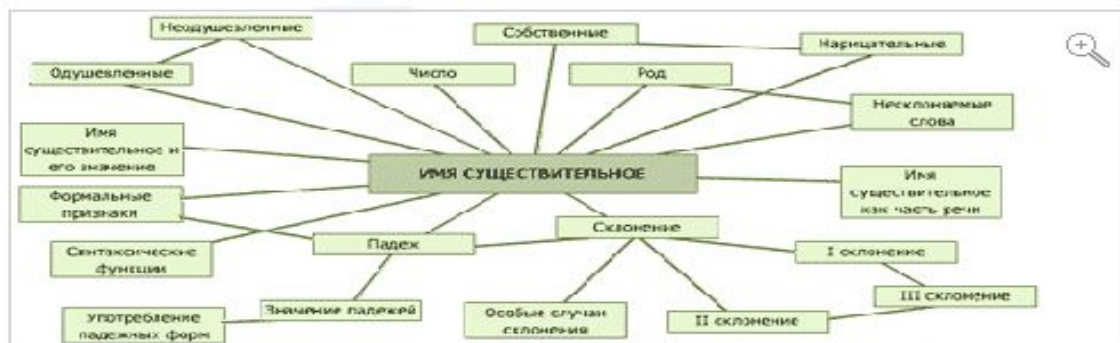 Неодушевлённые
Собственные
Нарицательные
Одушевленные
Число
Род
Несклоняемые
слова
Имя
существительное и
его значение
ИМЯ СУЩЕСТВИТЕЛЬНОЕ
Имя
существительное
как часть речи
Формальные
признаки
Склонение
Синтаксические
функции
Падеж
I склонение
III склонение
Значение падежей
Особые случаи
склонения
II склонение
Употребление
падежных форм